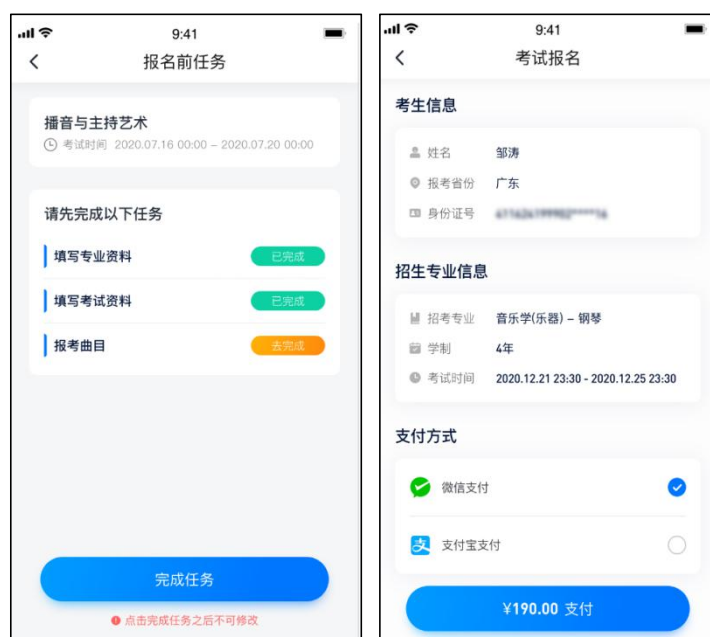 9:41
报名前任务
播音与主持艺术
考试时间 2020.07.16 00:00 – 2020.07.20 00:00
请先完成以下任务
填写专业资料 已完成
填写考试资料 已完成
报考曲目 去完成
完成任务
点击完成任务之后不可修改
9:41
考试报名
考生信息
姓名 邹涛
报考省份 广东
身份证号
招生专业信息
招考专业 音乐学(乐器) – 钢琴
学制 4年
考试时间 2020.12.21 23:30 - 2020.12.25 23:30
支付方式
微信支付
支 支付宝支付
¥190.00 支付